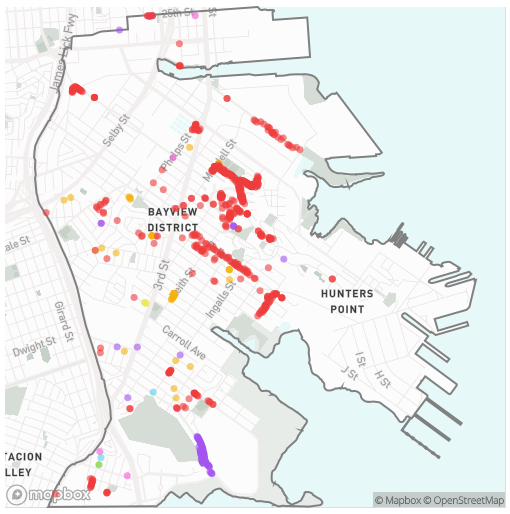 25th St
St
James Lick Fwy
Selby St
Phelps St
Mendell St
BAYVIEW
DISTRICT
ale St
3rd St
Keith St
Ingalls St
HUNTERS
POINT
Girard St
Dwight St
Carroll Ave
I St
J St
H St
TACION
LLEY
mapbox
© Mapbox © OpenStreetMap